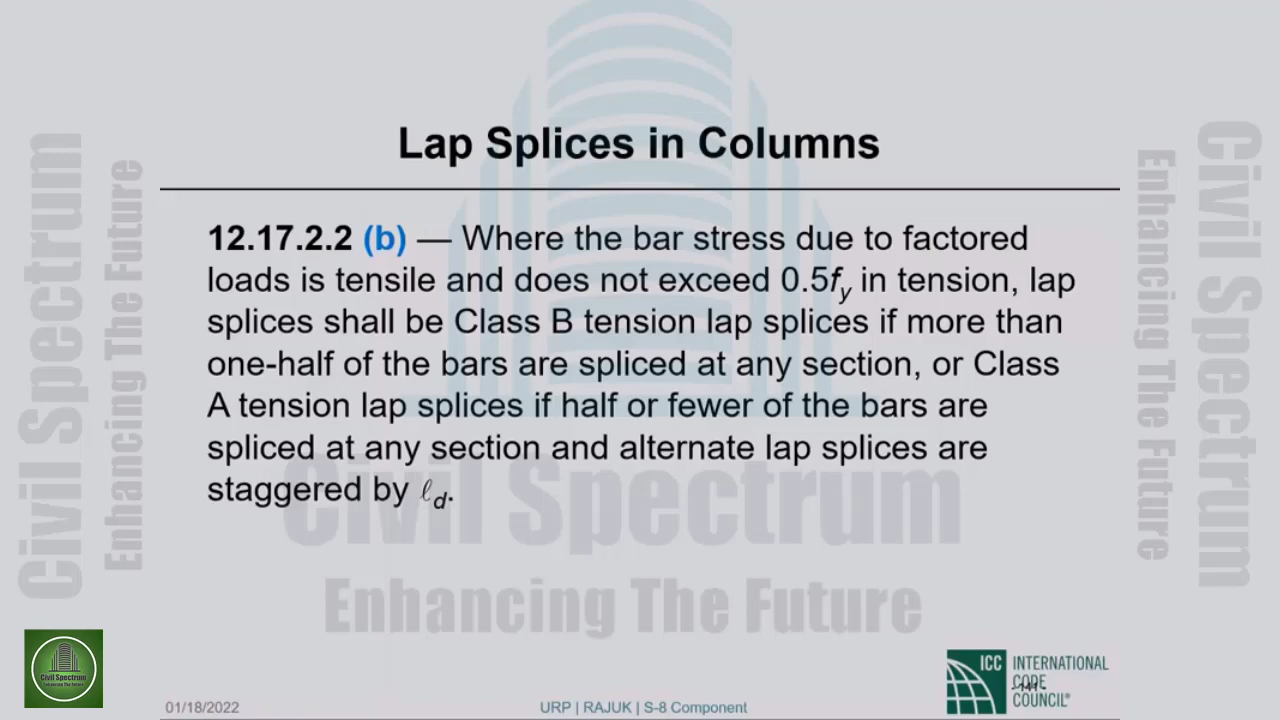 Lap Splices in Columns
12.17.2.2 (b) — Where the bar stress due to factored
loads is tensile and does not exceed 0.5fy in tension, lap
splices shall be Class B tension lap splices if more than
one-half of the bars are spliced at any section, or Class
A tension lap splices if half or fewer of the bars are
spliced at any section and alternate lap splices are
staggered by ℓd.
Civil Spectrum
Enhancing The Future
Civil Spectrum
Enhancing The Future
Enhancing The Future
Civil Spectrum
Civil Spectrum
Enhancing The Future
01/18/2022
URP | RAJUK | S-8 Component
ICC INTERNATIONAL
CODE
COUNCIL®